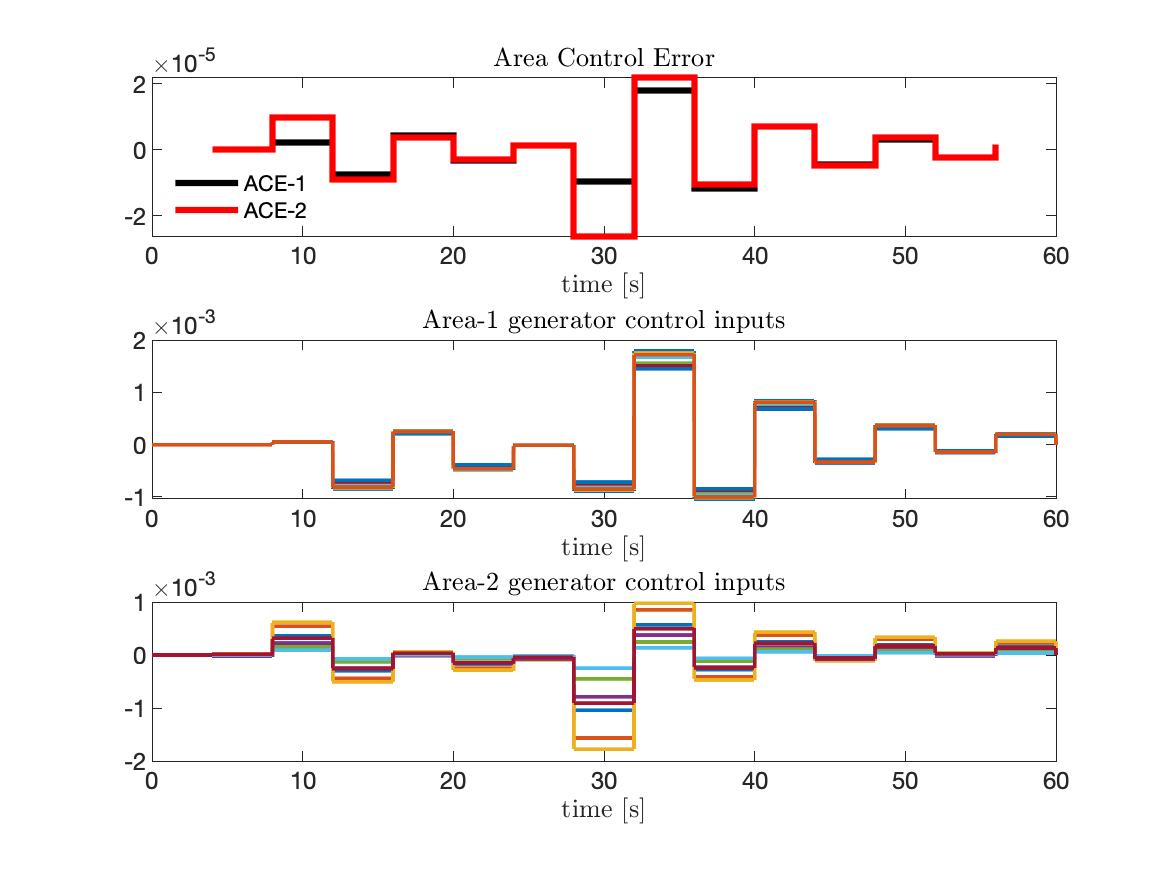 Area Control Error
×10-5
2
0
-2
ACE-1
ACE-2
0 10 20 30 40 50 60
time [s]
Area-1 generator control inputs
×10-3
2
1
0
-1
0 10 20 30 40 50 60
time [s]
Area-2 generator control inputs
×10-3
1
0
-1
-2
0 10 20 30 40 50 60
time [s]